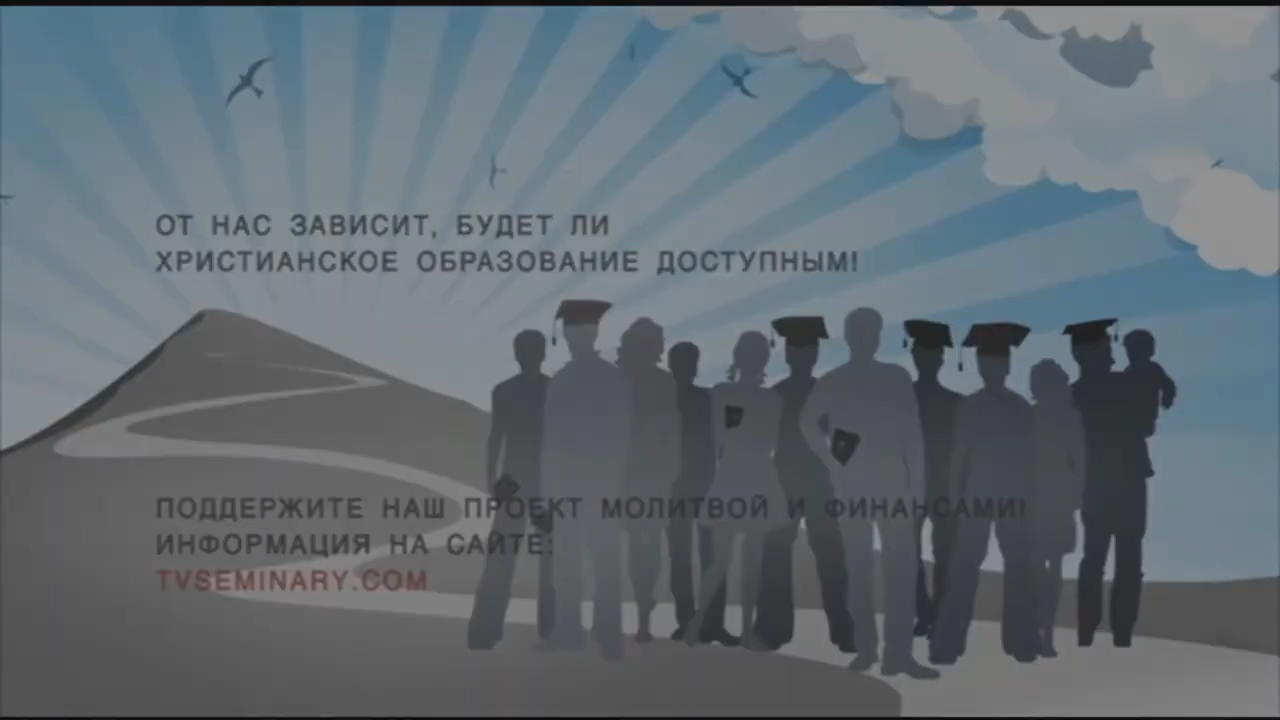 ОТ НАС ЗАВИСИТ, БУДЕТ ЛИ
ХРИСТИАНСКОЕ ОБРАЗОВАНИЕ ДОСТУПНЫМ!
ПОДДЕРЖИТЕ НАШ ПРОЕКТ МОЛИТВОЙ И ФИНАНСАМИ!
ИНФОРМАЦИЯ НА САЙТЕ:
TVSEMINARY.COM